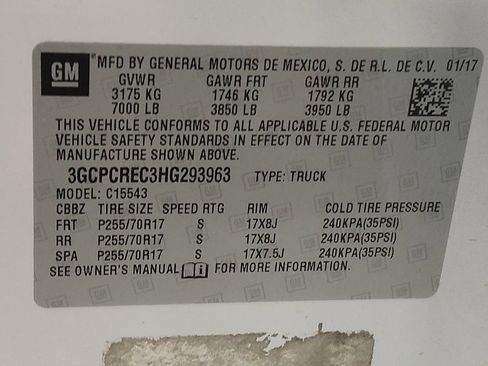 GM MFD BY GENERAL MOTORS DE MEXICO, S. DE R.L. DE C.V. 01/17
GVWR GAWR FRT GAWR RR
3175 KG 1746 KG 1792 KG
7000 LB 3850 LB 3950 LB
THIS VEHICLE CONFORMS TO ALL APPLICABLE U.S. FEDERAL MOTOR
VEHICLE SAFETY STANDARDS IN EFFECT ON THE DATE OF
MANUFACTURE SHOWN ABOVE.
3GCPCREC3HG293963 TYPE: TRUCK
MODEL: C15543
CBBZ TIRE SIZE SPEED RTG RIM COLD TIRE PRESSURE
FRT P255/70R17 S 17X8J 240KPA(35PSI)
RR P255/70R17 S 17X8J 240KPA(35PSI)
SPA P255/70R17 S 17X7.5J 240KPA(35PSI)
SEE OWNER'S MANUAL FOR MORE INFORMATION.